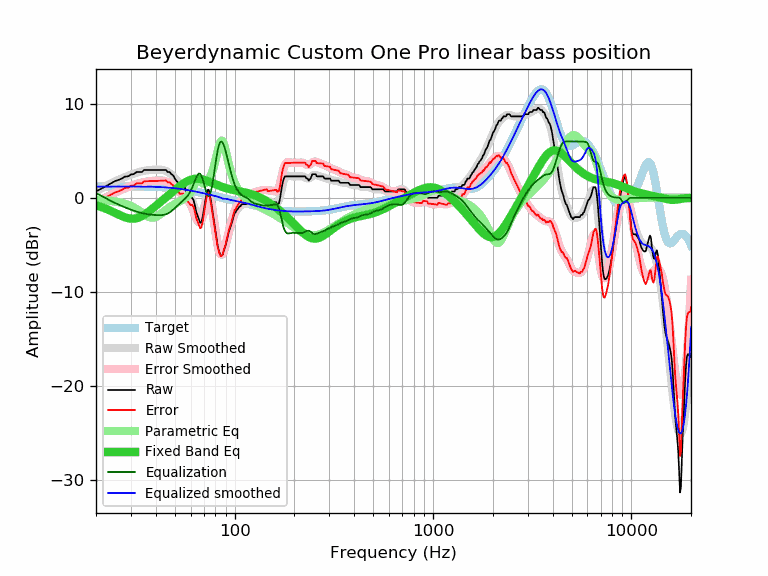 Beyerdynamic Custom One Pro linear bass position
10
0
−10
−20
−30
Amplitude (dBr)
Target
Raw Smoothed
Error Smoothed
Raw
Error
Parametric Eq
Fixed Band Eq
Equalization
Equalized smoothed
100
1000
10000
Frequency (Hz)